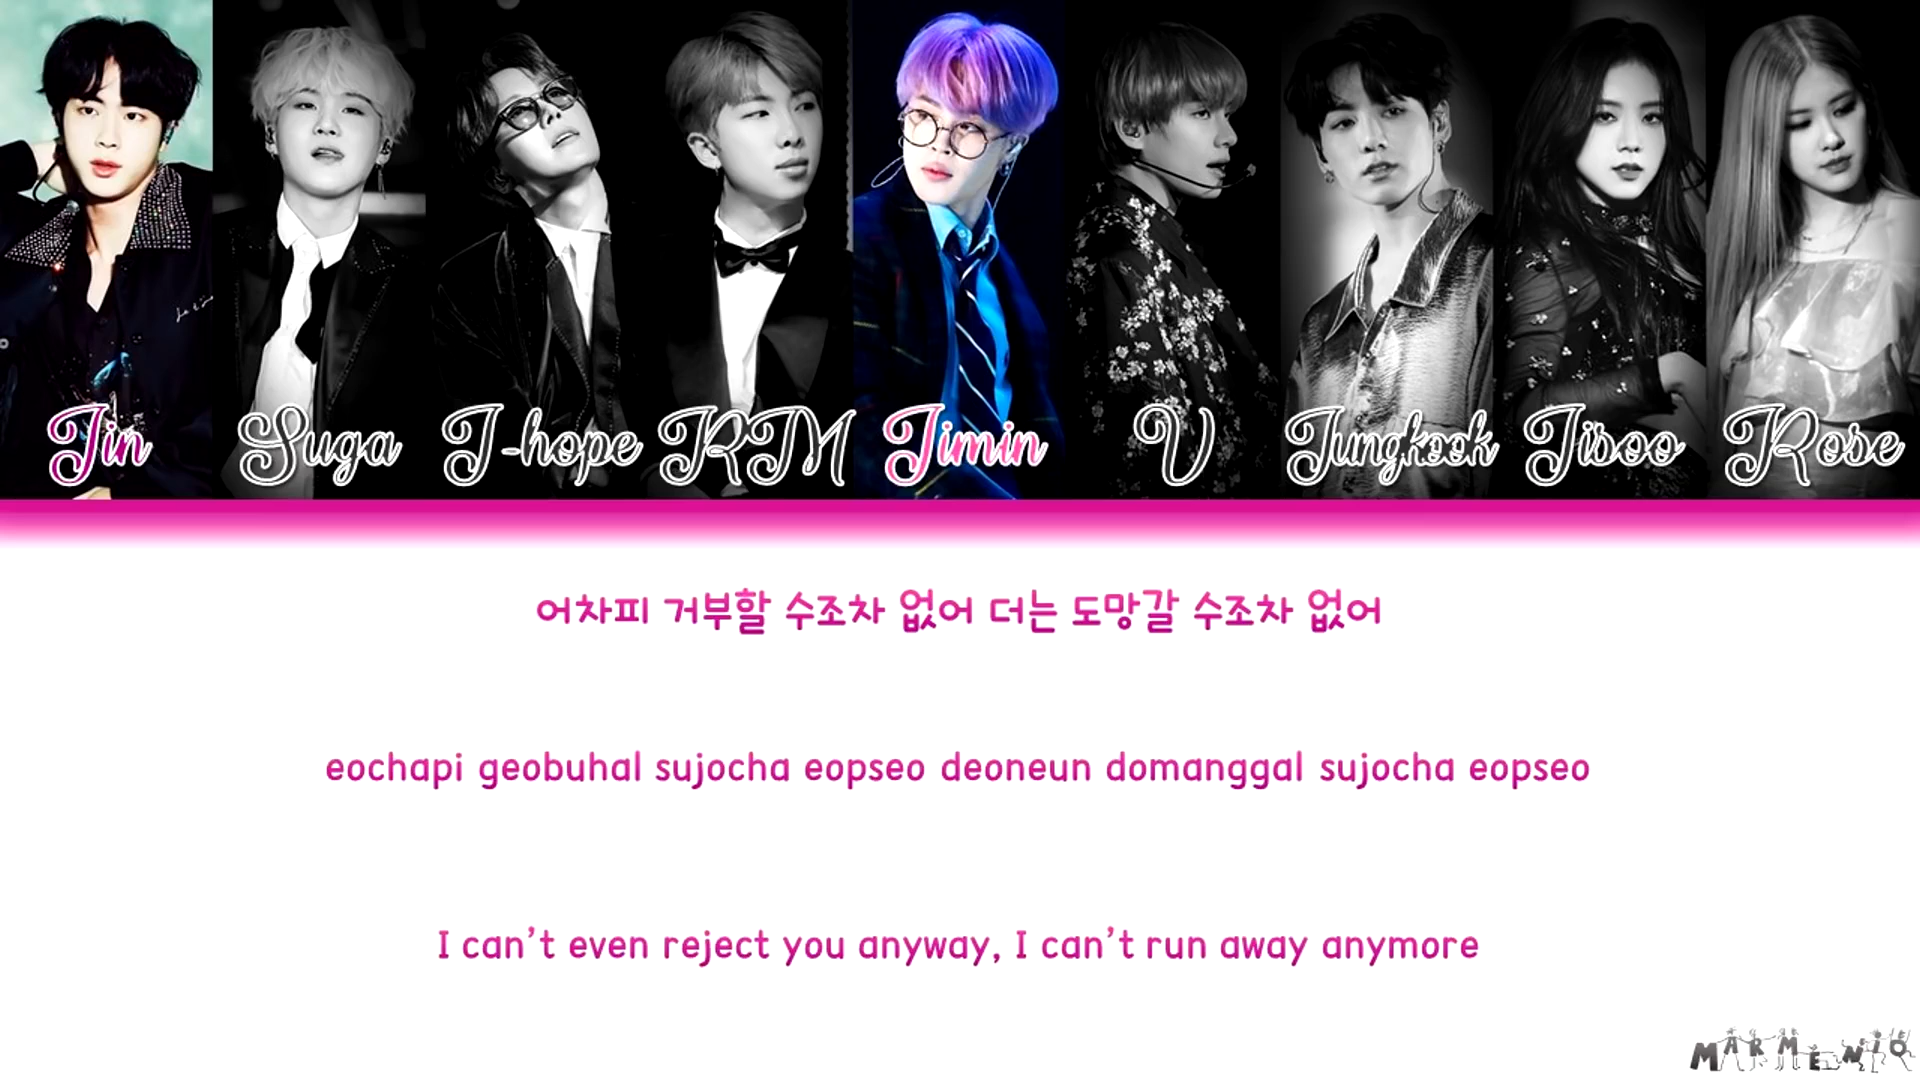 Jin Suga J-hope RM Jimin V Jungkook Jisoo Rose
어차피 거부할 수조차 없어 더는 도망갈 수조차 없어
eochapi geobuhal sujocha eopseo deoneun domanggal sujocha eopseo
I can't even reject you anyway, I can't run away anymore
MARMENIO